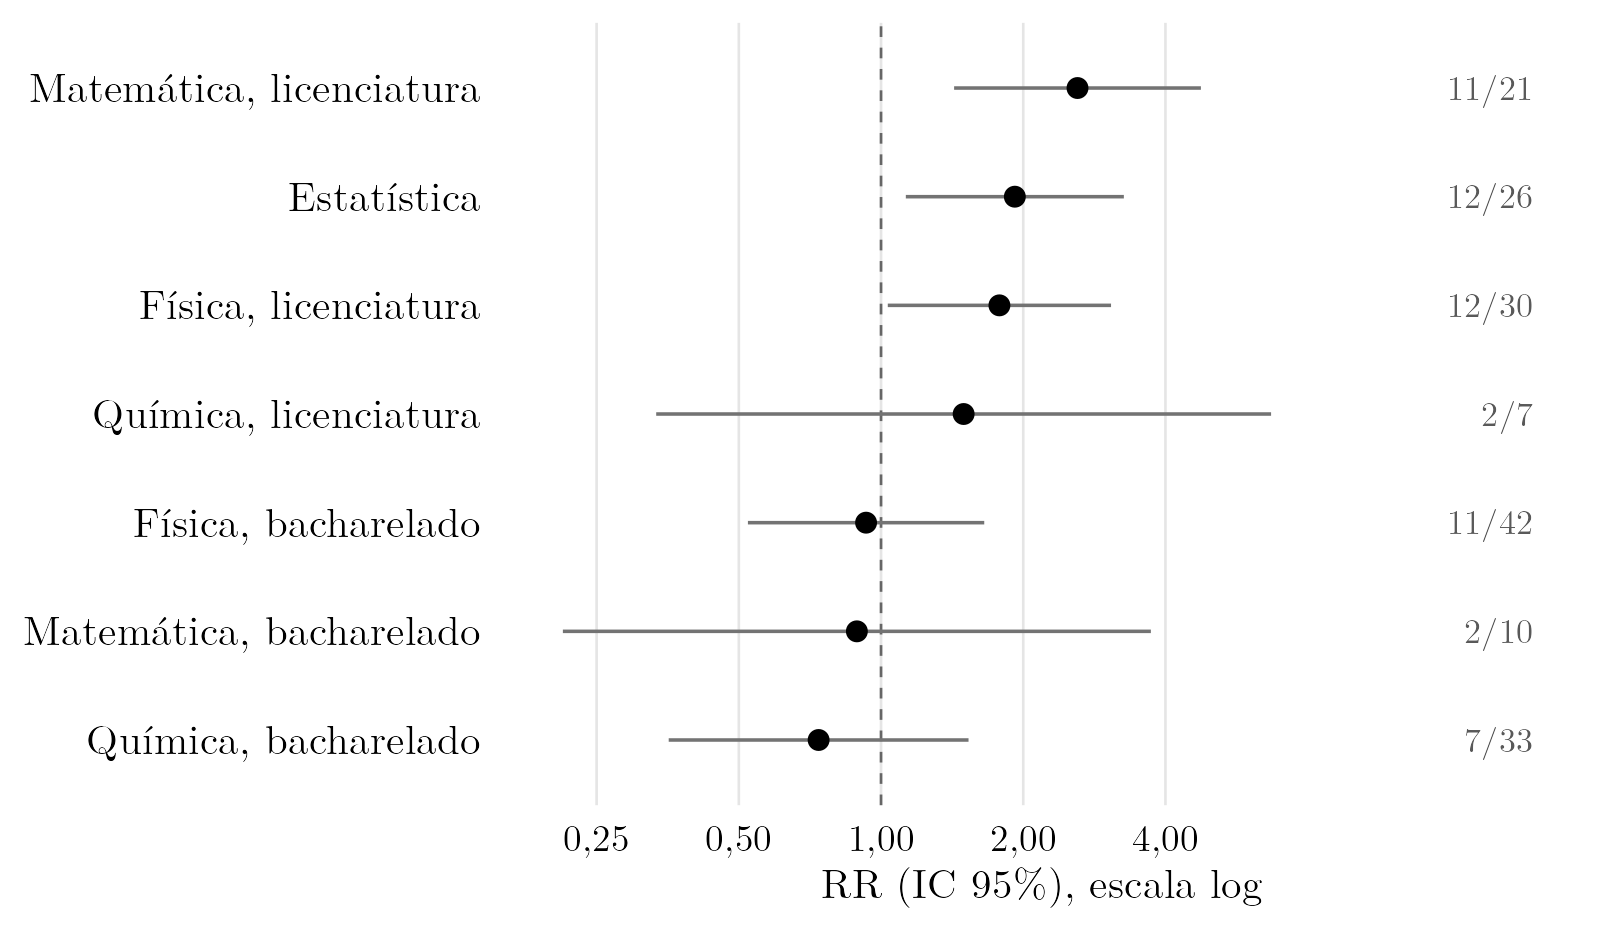 Matemática, licenciatura 11/21
Estatística 12/26
Física, licenciatura 12/30
Química, licenciatura 2/7
Física, bacharelado 11/42
Matemática, bacharelado 2/10
Química, bacharelado 7/33
0,25 0,50 1,00 2,00 4,00
RR (IC 95%), escala log